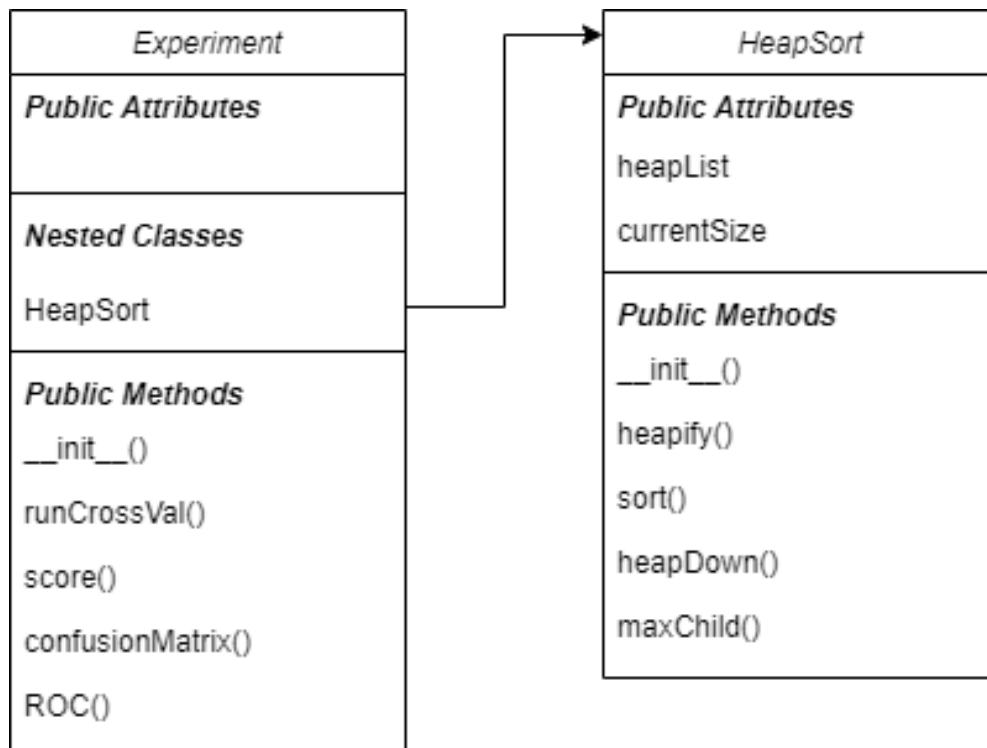 Experiment
Public Attributes
Nested Classes
HeapSort
Public Methods
__init__()
runCrossVal()
score()
confusionMatrix()
ROC()
HeapSort
Public Attributes
heapList
currentSize
Public Methods
__init__()
heapify()
sort()
heapDown()
maxChild()